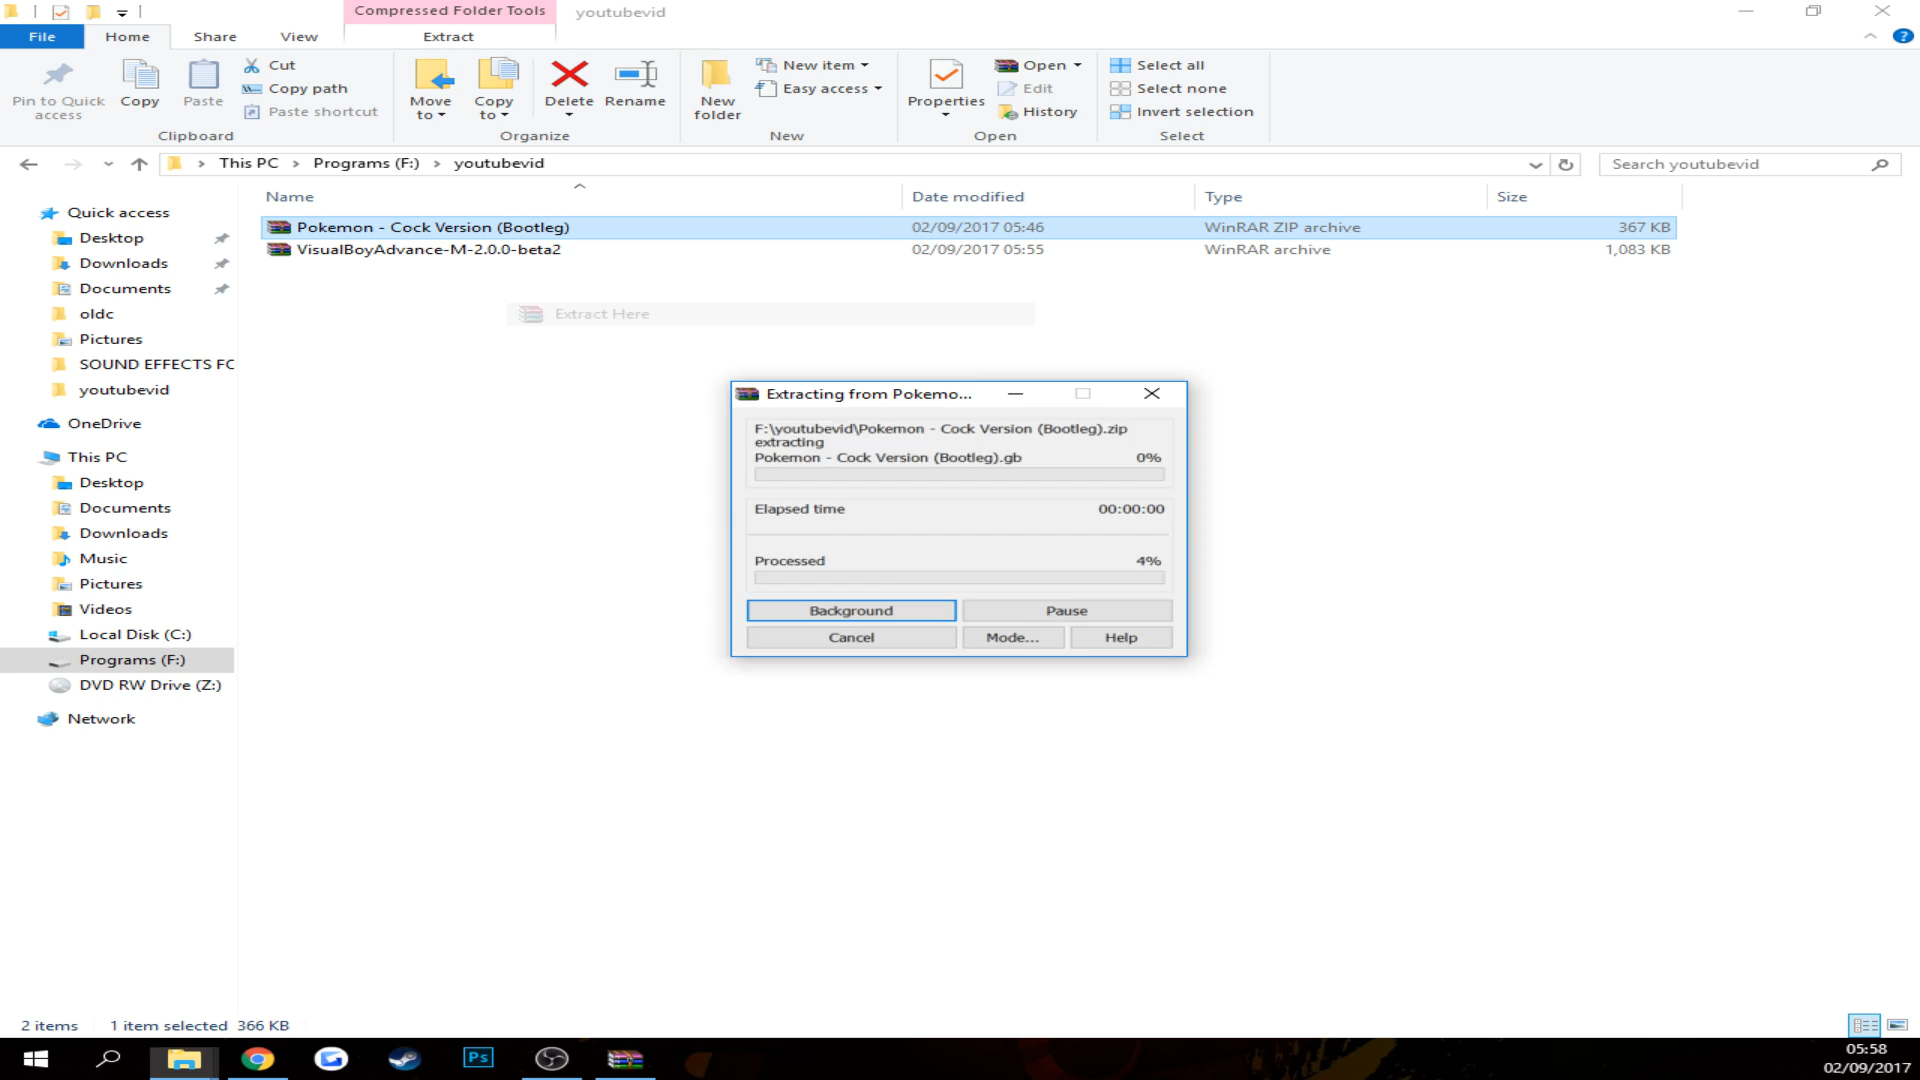 Compressed Folder Tools
youtubevid
File Home Share View Extract
Pin to Quick access
Copy
Paste
Cut
Copy path
Paste shortcut
Clipboard
Move to
Copy to
Delete
Rename
Organize
New folder
New item
Easy access
New
Properties
Open
Edit
History
Open
Select all
Select none
Invert selection
Select
This PC > Programs (F:) > youtubevid
Search youtubevid
Name Date modified Type Size
Pokemon - Cock Version (Bootleg) 02/09/2017 05:46 WinRAR ZIP archive 367 KB
VisualBoyAdvance-M-2.0.0-beta2 02/09/2017 05:55 WinRAR archive 1,083 KB
Extract Here
Quick access
Desktop
Downloads
Documents
oldc
Pictures
SOUND EFFECTS FC
youtubevid
OneDrive
This PC
Desktop
Documents
Downloads
Music
Pictures
Videos
Local Disk (C:)
Programs (F:)
DVD RW Drive (Z:)
Network
Extracting from Pokemo...
F:\youtubevid\Pokemon - Cock Version (Bootleg).zip
extracting
Pokemon - Cock Version (Bootleg).gb 0%
Elapsed time 00:00:00
Processed 4%
Background Pause
Cancel Mode... Help
2 items 1 item selected 366 KB
Ps
05:58
02/09/2017